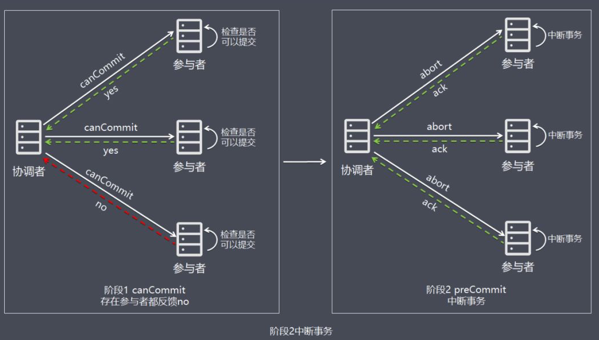 检查是否
可以提交
canCommit
yes
参与者
检查是否
可以提交
canCommit
yes
参与者
协调者
canCommit
no
检查是否
可以提交
参与者
阶段1 canCommit
存在参与者都反馈no
中断事务
abort
ack
参与者
中断事务
abort
ack
参与者
协调者
abort
ack
中断事务
参与者
阶段2 preCommit
中断事务
阶段2中断事务